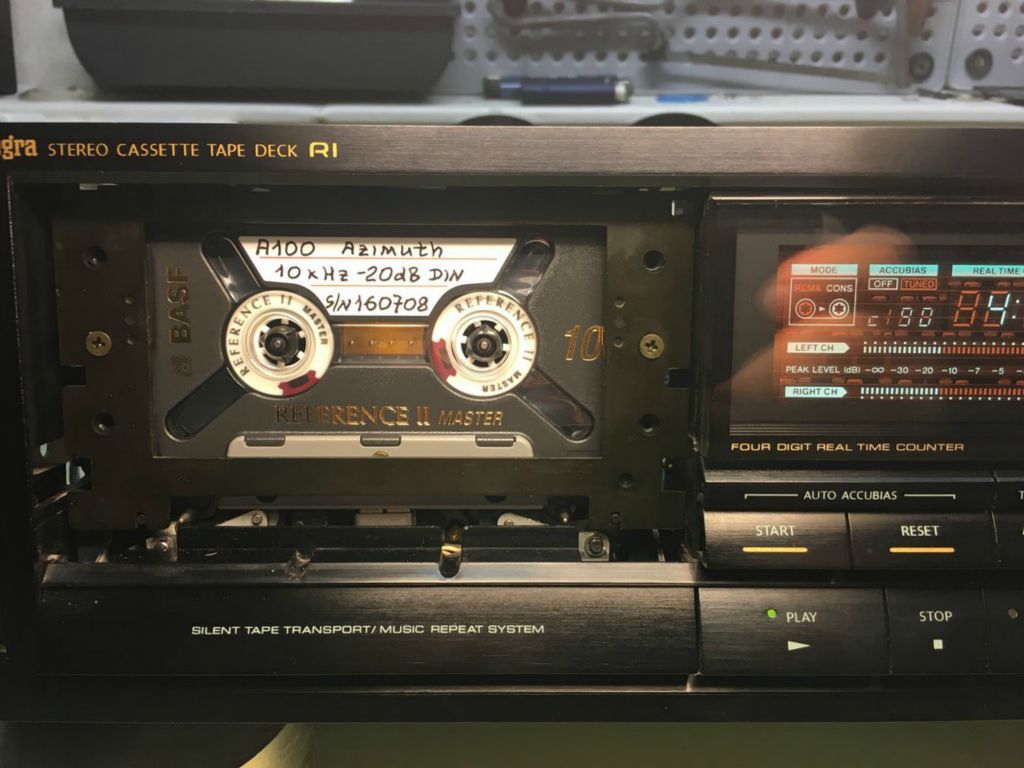 gra STEREO CASSETTE TAPE DECK RI
A100 Azimuth
10 kHz -20dB DIN
S/N 160708
REFERENCE II MASTER
REFERENCE II MASTER
BASF
10
REFERENCE II MASTER
MODE
REMA CONS
ACCUBIAS
OFF TUNED
REAL TIME
LEFT CH
PEAK LEVEL (dB) -∞ -30 -20 -10 -7 -5
RIGHT CH
FOUR DIGIT REAL TIME COUNTER
AUTO ACCUBIAS
START
RESET
SILENT TAPE TRANSPORT/MUSIC REPEAT SYSTEM
PLAY
STOP